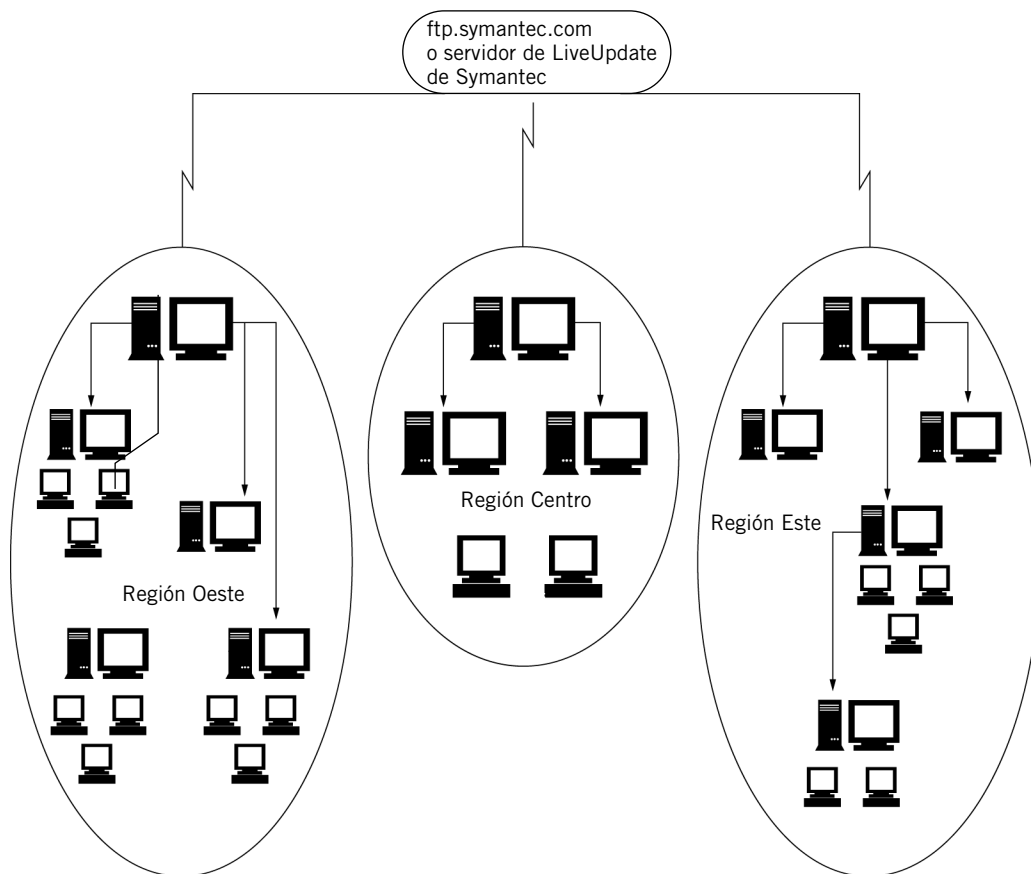 ftp.symantec.com
o servidor de LiveUpdate
de Symantec
Región Centro
Región Este
Región Oeste